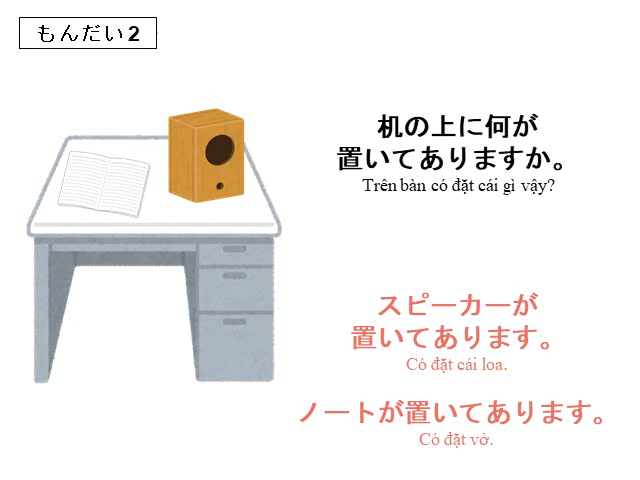 もんだい2
机の上に何が
置いてありますか。
Trên bàn có đặt cái gì vậy?
スピーカーが
置いてあります。
Có đặt cái loa.
ノートが置いてあります。
Có đặt vở.